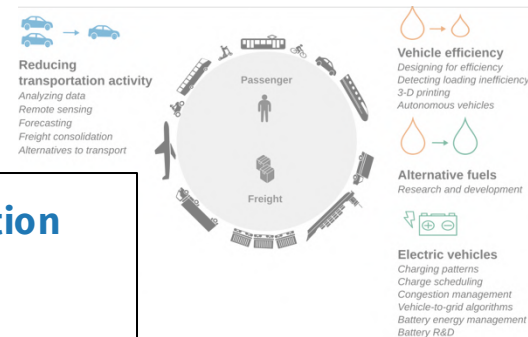 Reducing
transportation activity
Analyzing data
Remote sensing
Forecasting
Freight consolidation
Alternatives to transport
Passenger
Freight
Vehicle efficiency
Designing for efficiency
Detecting loading inefficiency
3-D printing
Autonomous vehicles
Alternative fuels
Research and development
Electric vehicles
Charging patterns
Charge scheduling
Congestion management
Vehicle-to-grid algorithms
Battery energy management
Battery R&D
tion